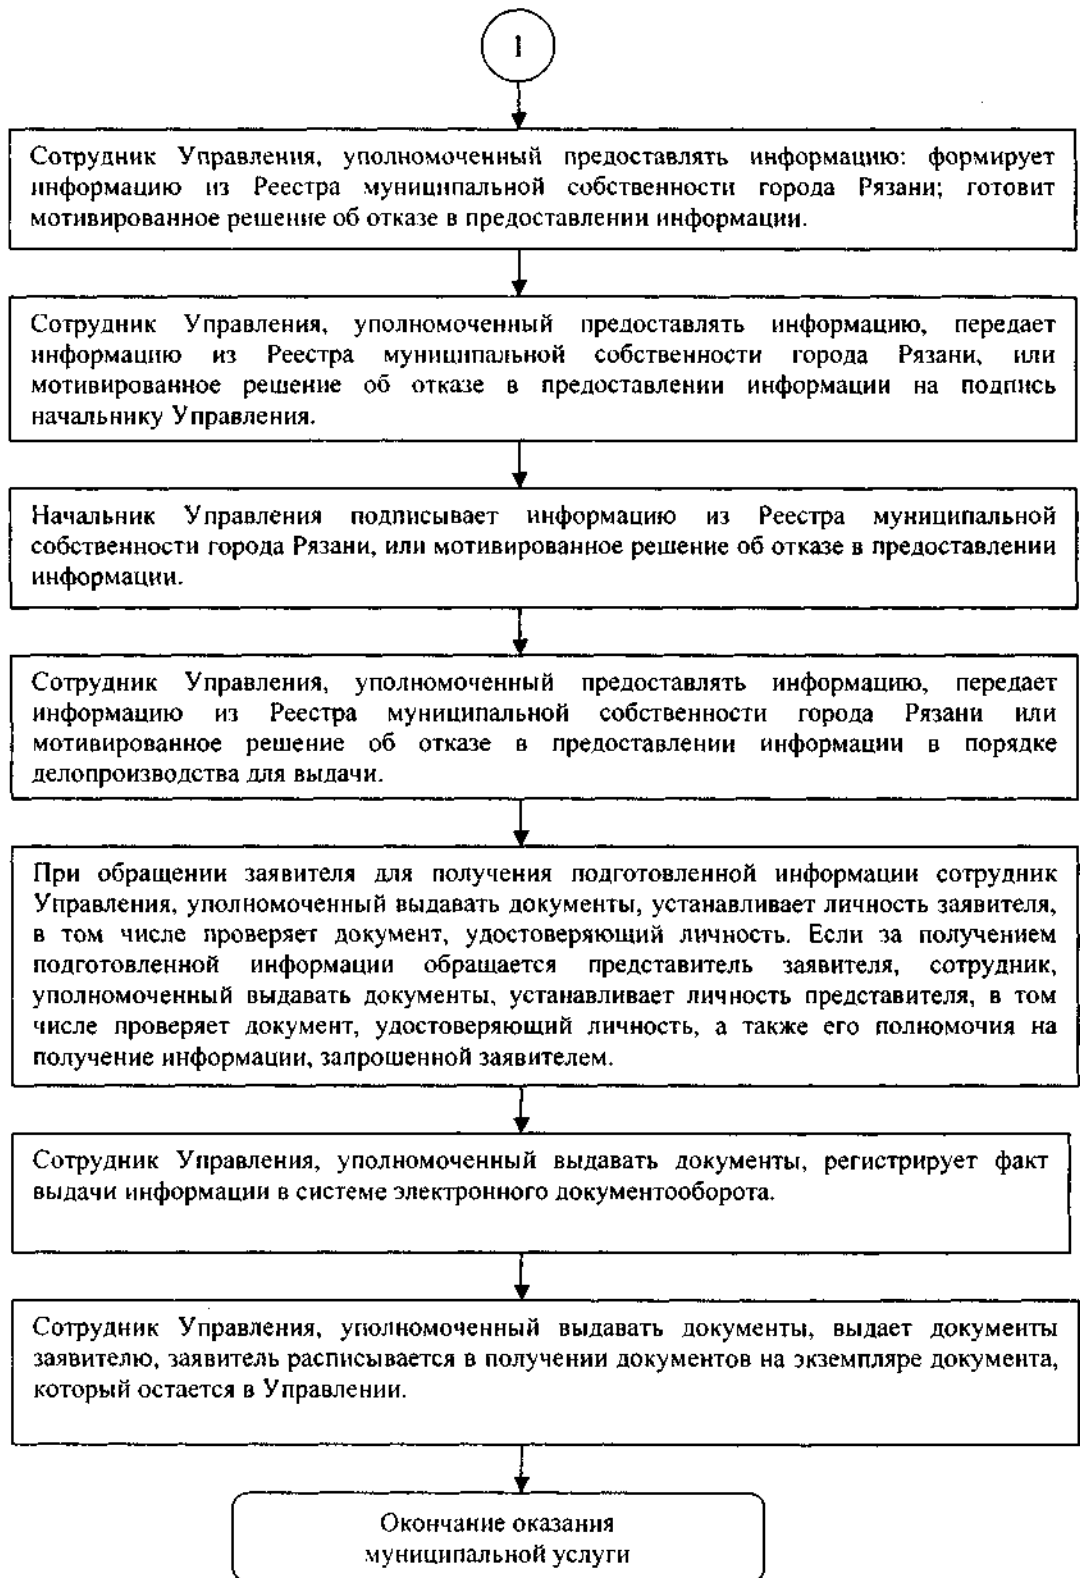 1
Сотрудник Управления, уполномоченный предоставлять информацию: формирует
информацию из Реестра муниципальной собственности города Рязани; готовит
мотивированное решение об отказе в предоставлении информации.
Сотрудник Управления, уполномоченный предоставлять информацию, передает
информацию из Реестра муниципальной собственности города Рязани, или
мотивированное решение об отказе в предоставлении информации на подпись
начальнику Управления.
Начальник Управления подписывает информацию из Реестра муниципальной
собственности города Рязани, или мотивированное решение об отказе в предоставлении
информации.
Сотрудник Управления, уполномоченный предоставлять информацию, передает
информацию из Реестра муниципальной собственности города Рязани или
мотивированное решение об отказе в предоставлении информации в порядке
делопроизводства для выдачи.
При обращении заявителя для получения подготовленной информации сотрудник
Управления, уполномоченный выдавать документы, устанавливает личность заявителя,
в том числе проверяет документ, удостоверяющий личность. Если за получением
подготовленной информации обращается представитель заявителя, сотрудник,
уполномоченный выдавать документы, устанавливает личность представителя, в том
числе проверяет документ, удостоверяющий личность, а также его полномочия на
получение информации, запрошенной заявителем.
Сотрудник Управления, уполномоченный выдавать документы, регистрирует факт
выдачи информации в системе электронного документооборота.
Сотрудник Управления, уполномоченный выдавать документы, выдает документы
заявителю, заявитель расписывается в получении документов на экземпляре документа,
который остается в Управлении.
Окончание оказания
муниципальной услуги